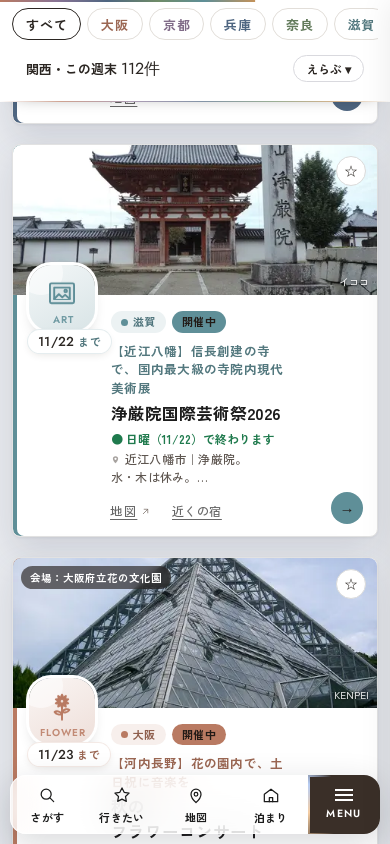 すべて
大阪
京都
兵庫
奈良
滋賀
関西・この週末 112件
えらぶ ▾
浄厳院
イココ
ART
11/22 まで
滋賀
開催中
【近江八幡】信長創建の寺
で、国内最大級の寺院内現代
美術展
浄厳院国際芸術祭2026
日曜（11/22）で終わります
近江八幡市｜浄厳院。
水・木は休み。…
地図 ↗
近くの宿
→
会場：大阪府立花の文化園
KENPEI
FLOWER
11/23 まで
大阪
開催中
【河内長野】花の園内で、土
日祝に音楽を
フラワーコンサート
さがす
行きたい
地図
泊まり
MENU